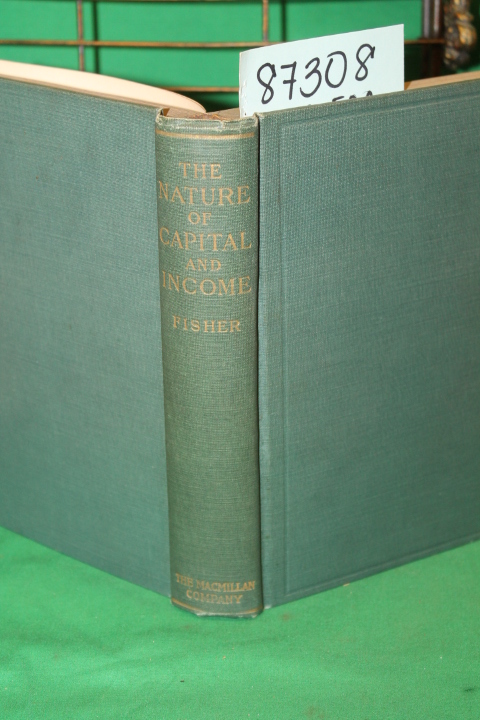 87308
THE
NATURE
OF
CAPITAL
AND
INCOME
FISHER
THE MACMILLAN
COMPANY